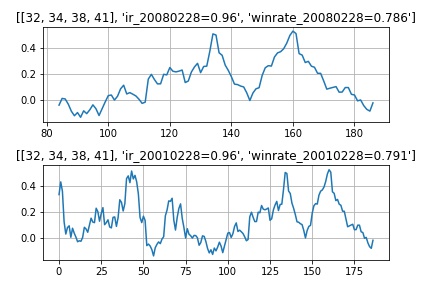 [[32, 34, 38, 41], 'ir_20080228=0.96', 'winrate_20080228=0.786']
0.4
0.2
0.0
80 100 120 140 160 180
[[32, 34, 38, 41], 'ir_20010228=0.96', 'winrate_20010228=0.791']
0.4
0.2
0.0
0 25 50 75 100 125 150 175